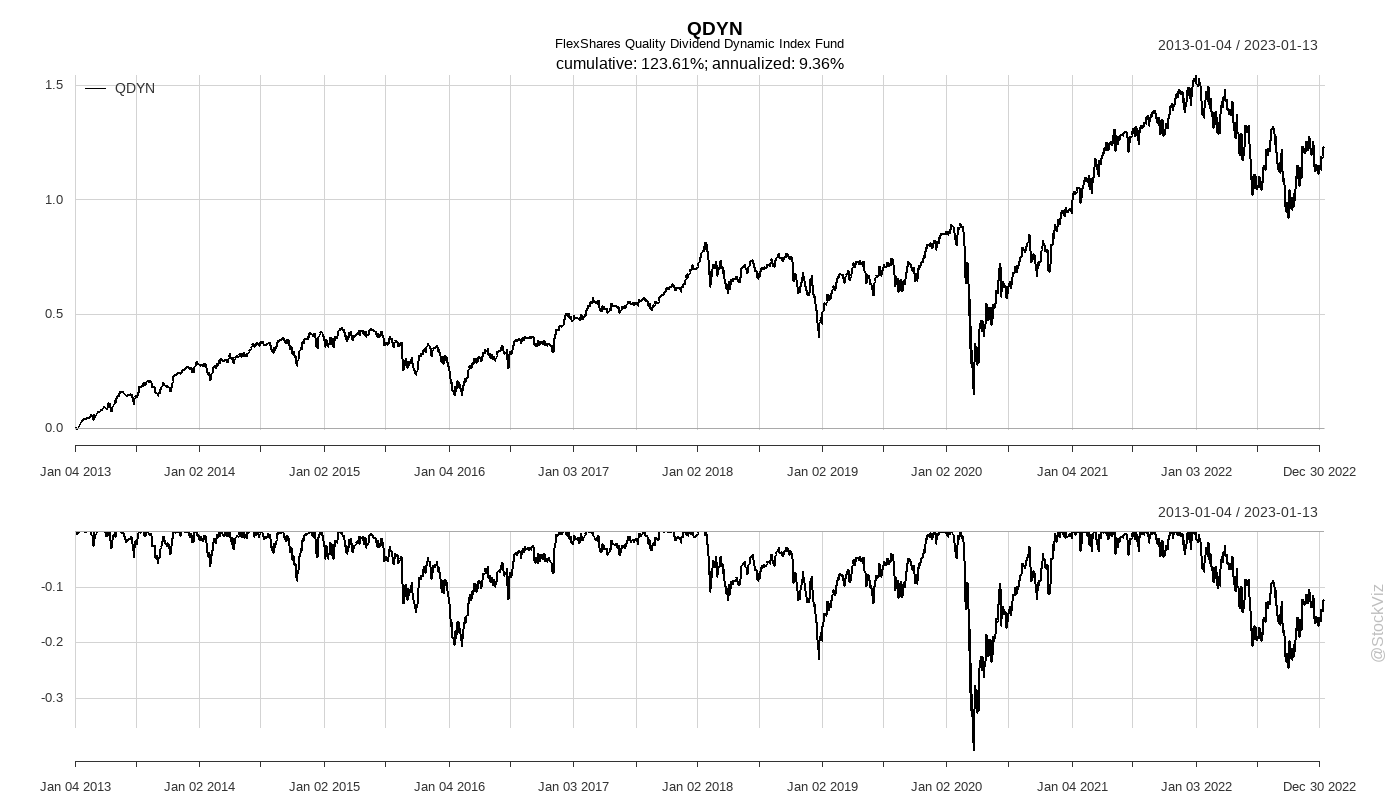 QDYN
FlexShares Quality Dividend Dynamic Index Fund
cumulative: 123.61%; annualized: 9.36%
2013-01-04 / 2023-01-13
QDYN
1.5
1.0
0.5
0.0
Jan 04 2013 Jan 02 2014 Jan 02 2015 Jan 04 2016 Jan 03 2017 Jan 02 2018 Jan 02 2019 Jan 02 2020 Jan 04 2021 Jan 03 2022 Dec 30 2022
2013-01-04 / 2023-01-13
-0.1
-0.2
-0.3
@StockViz
Jan 04 2013 Jan 02 2014 Jan 02 2015 Jan 04 2016 Jan 03 2017 Jan 02 2018 Jan 02 2019 Jan 02 2020 Jan 04 2021 Jan 03 2022 Dec 30 2022